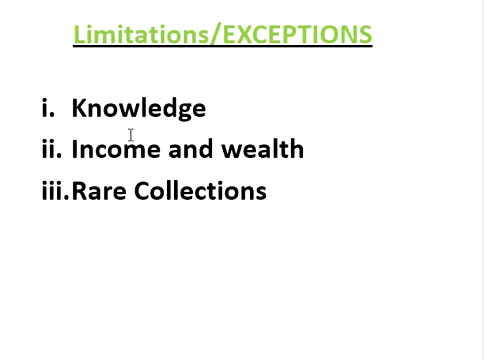 Limitations/EXCEPTIONS
i. Knowledge
ii. Income and wealth
iii.Rare Collections